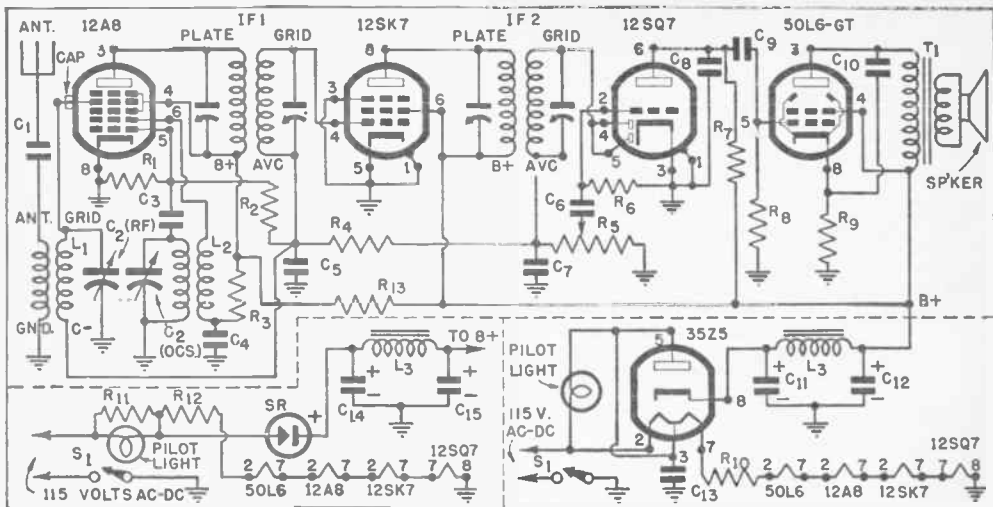 12A8 IF1 12SK7 IF2 12SQ7 50L6-GT
ANT. 3 PLATE GRID 8 PLATE GRID 6 C8 C9 3 C10 T1
CAP
4 6 5 3 4 6 2 4 5 5 4
C1 8 R1 B+ AVC 5 1 B+ AVC 3 1 R7 8 SP'KER
C3 R2 C6 R6
ANT. GRID L1 C2 (RF) L2 R4 R5 R8 R9
C5 C7
GND. C- C2 (OCS.) R3 C4 R13 B+
TO 8+ 35Z5
L3 PILOT LIGHT 5 L3
R11 R12 + - C14 + - C15 8 + - C11 + - C12
SR +
PILOT LIGHT 115 V. AC-DC 2 3 7
S1 2 7 2 7 2 7 12SQ7 7 8 S1 C13 R10 2 7 2 7 2 7 12SQ7 7 8
115 VOLTS AC-DC 50L6 12A8 12SK7 50L6 12A8 12SK7